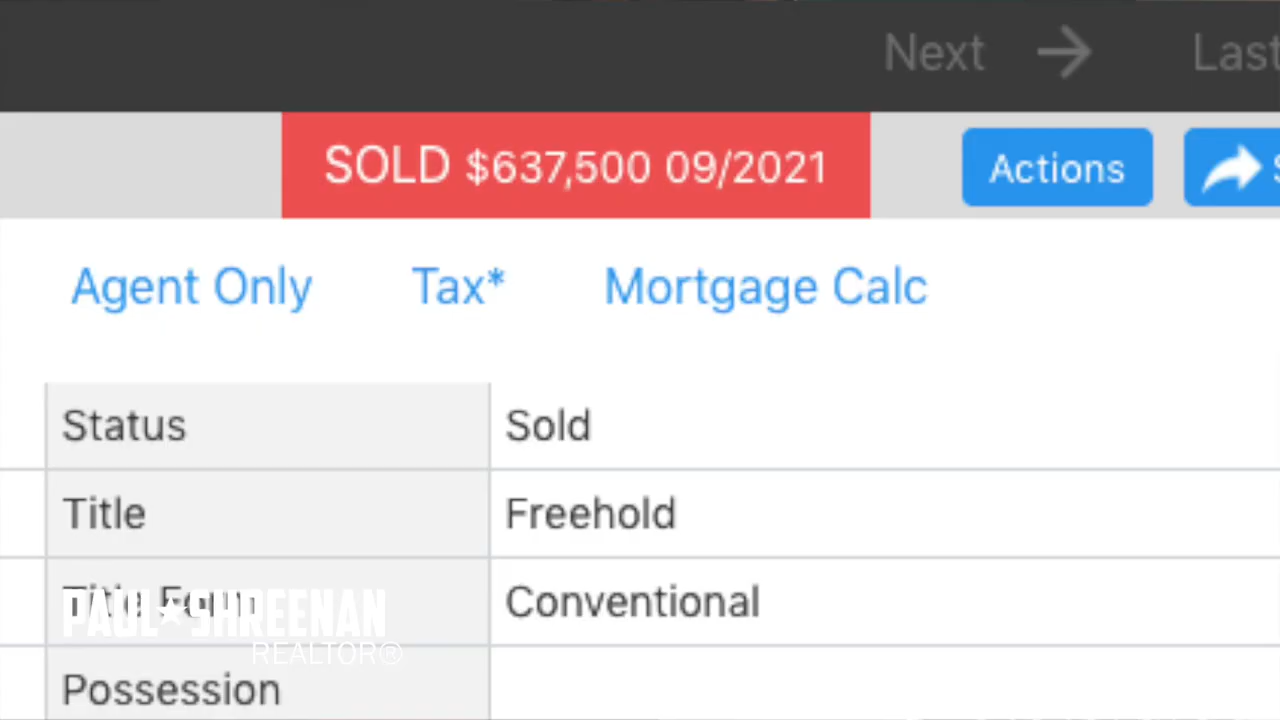 Next → Last
SOLD $637,500 09/2021 Actions
Agent Only Tax* Mortgage Calc
Status Sold
Title Freehold
Title Conventional
PAUL★SHREENAN
REALTOR®
Possession